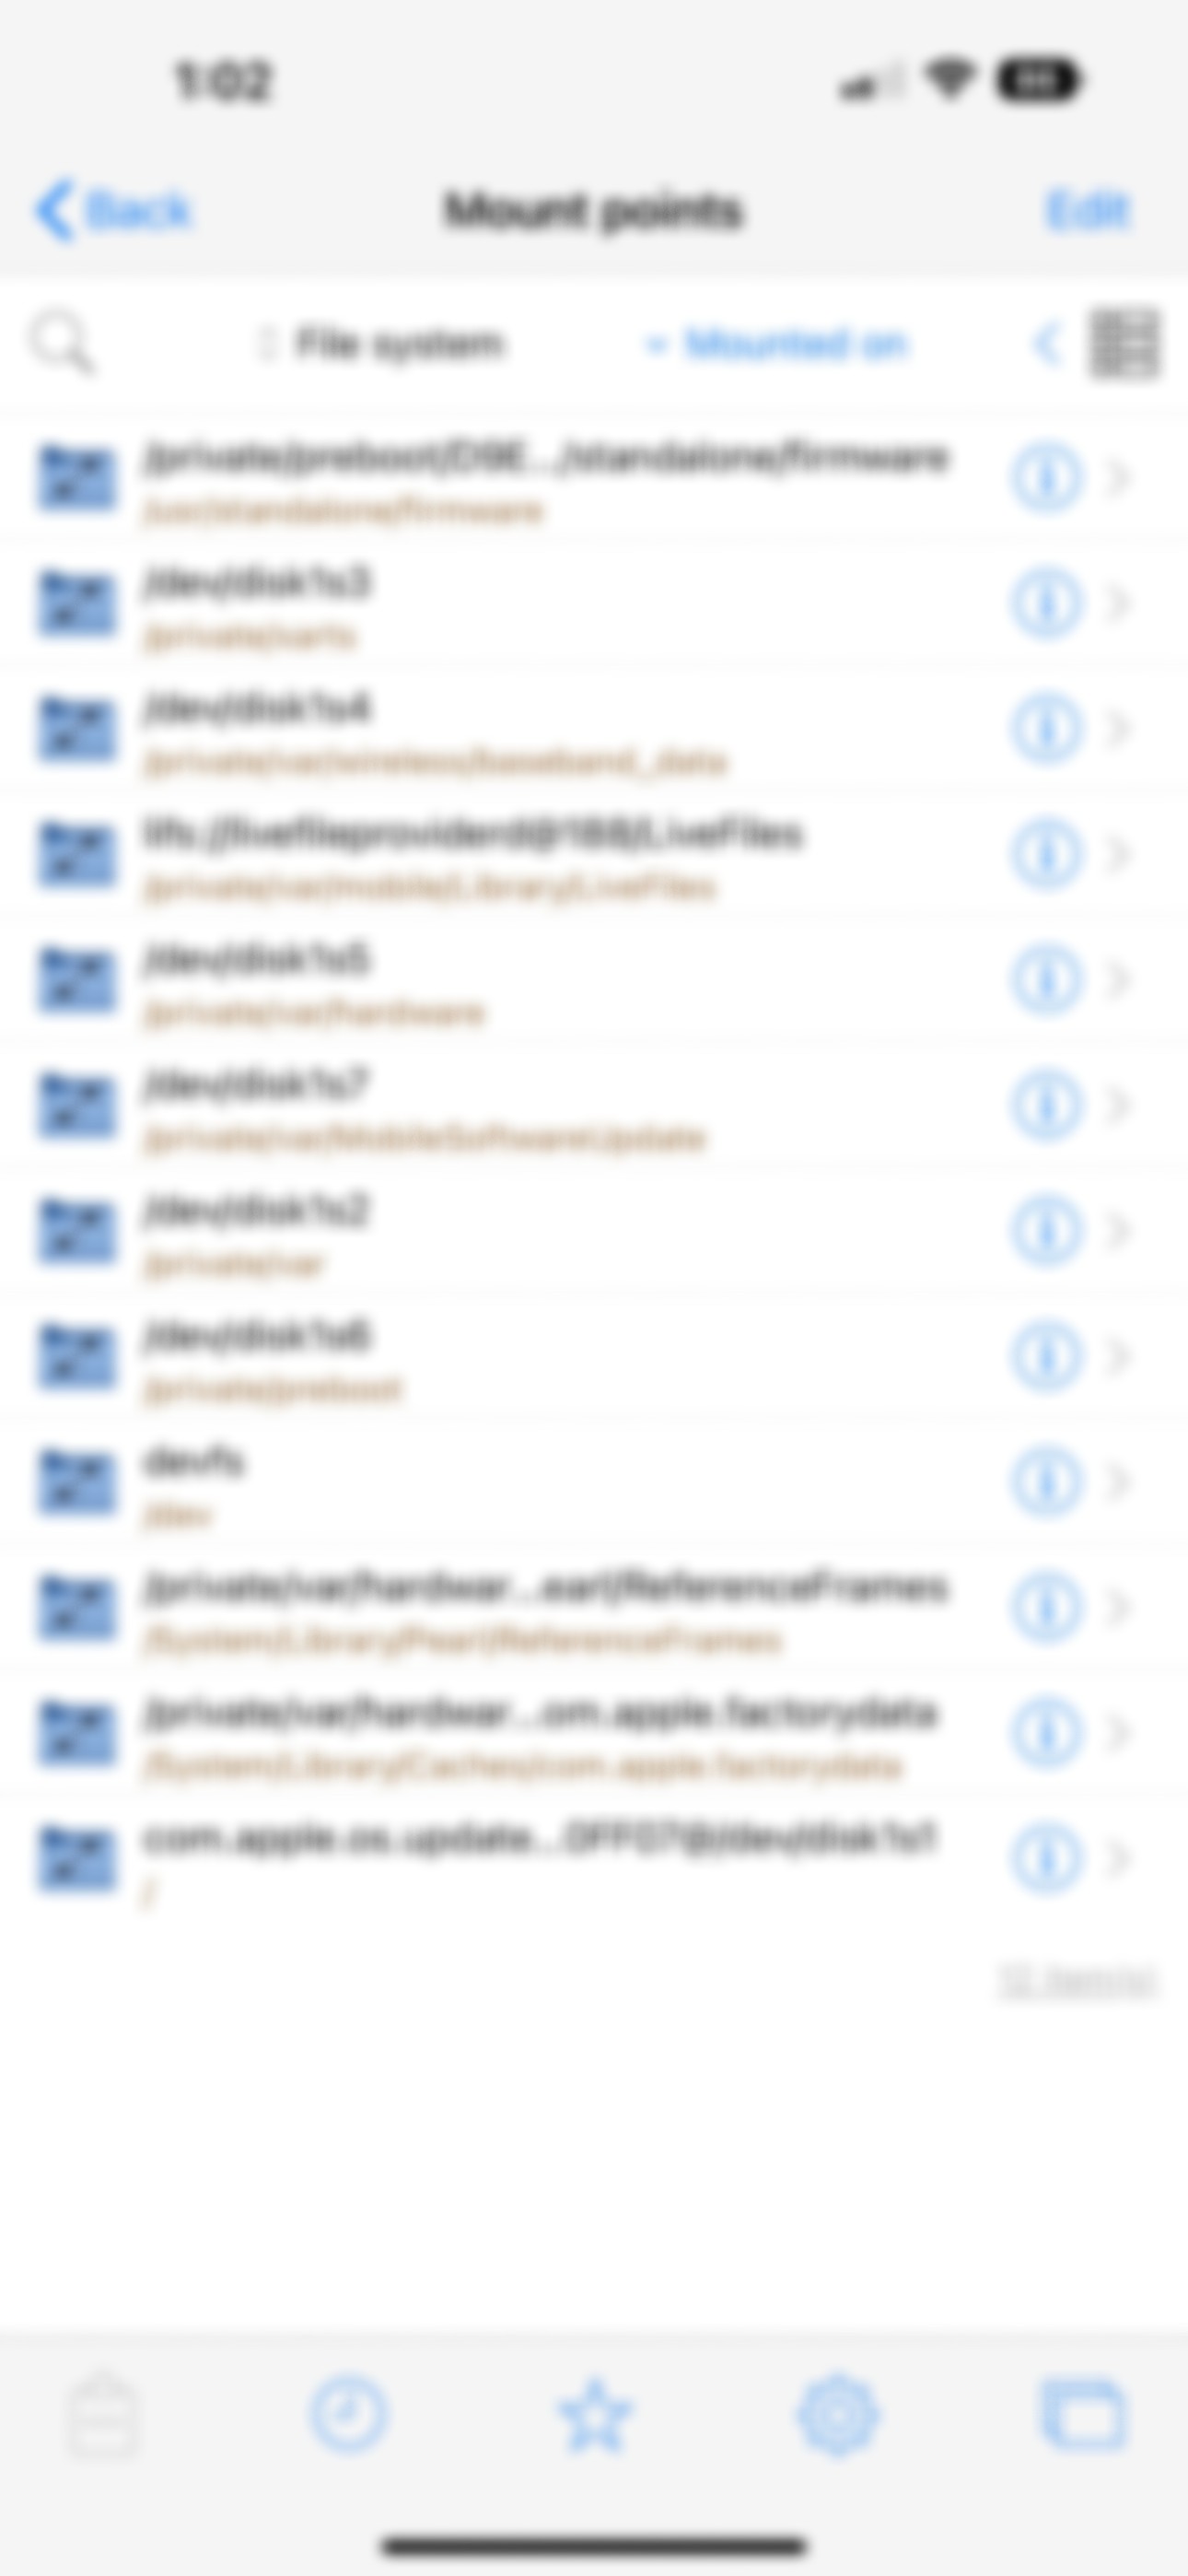 1:02
Back
Mount points
Edit
File system
Mounted on
/private/preboot/D9E.../standalone/firmware
/usr/standalone/firmware
/dev/disk1s3
/private/xarts
/dev/disk1s4
/private/var/wireless/baseband_data
lifs://livefileproviderd@188/LiveFiles
/private/var/mobile/Library/LiveFiles
/dev/disk1s5
/private/var/hardware
/dev/disk1s7
/private/var/MobileSoftwareUpdate
/dev/disk1s2
/private/var
/dev/disk1s6
/private/preboot
devfs
/dev
/private/var/hardwar...earl/ReferenceFrames
/System/Library/Pearl/ReferenceFrames
/private/var/hardwar...om.apple.factorydata
/System/Library/Caches/com.apple.factorydata
com.apple.os.update...0FF07@/dev/disk1s1
/
12 item(s)